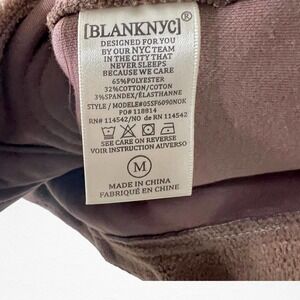 [BLANKNYC]®
DESIGNED FOR YOU
BY OUR NYC TEAM
IN THE CITY THAT
NEVER SLEEPS
BECAUSE WE CARE
65%POLYESTER
32%COTTON/COTON
3%SPANDEX/ÉLASTHANNE
STYLE / MODELE#05SF6090NOK
PO# 118814
RN# 114542/NO de RN 114542
SEE CARE ON REVERSE
VOIR INSTRUCTION AUVERSO
M
MADE IN CHINA
FABRIQUÉ EN CHINE